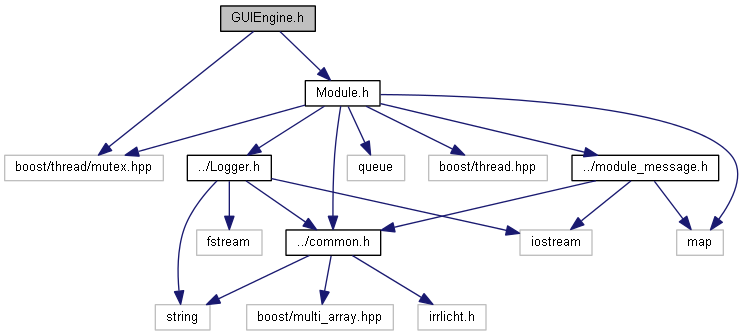 GUIEngine.h
Module.h
boost/thread/mutex.hpp
../Logger.h
queue
boost/thread.hpp
../module_message.h
fstream
../common.h
iostream
map
string
boost/multi_array.hpp
irrlicht.h